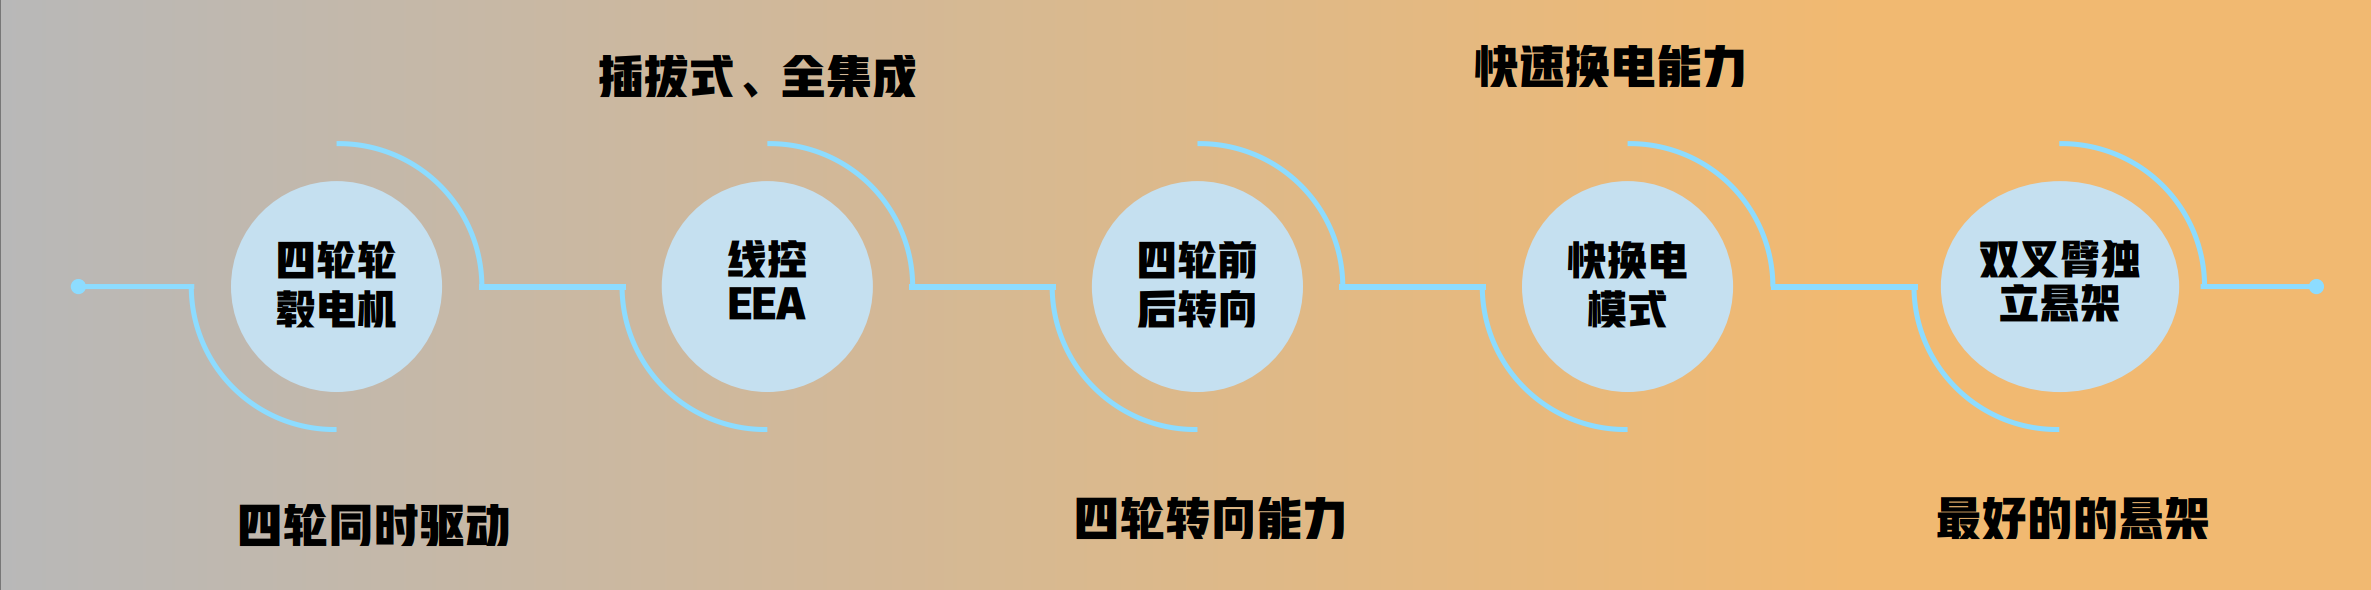 插拔式、全集成
快速换电能力
四轮轮
毂电机
线控
EEA
四轮前
后转向
快换电
模式
双叉臂独
立悬架
四轮同时驱动
四轮转向能力
最好的的悬架